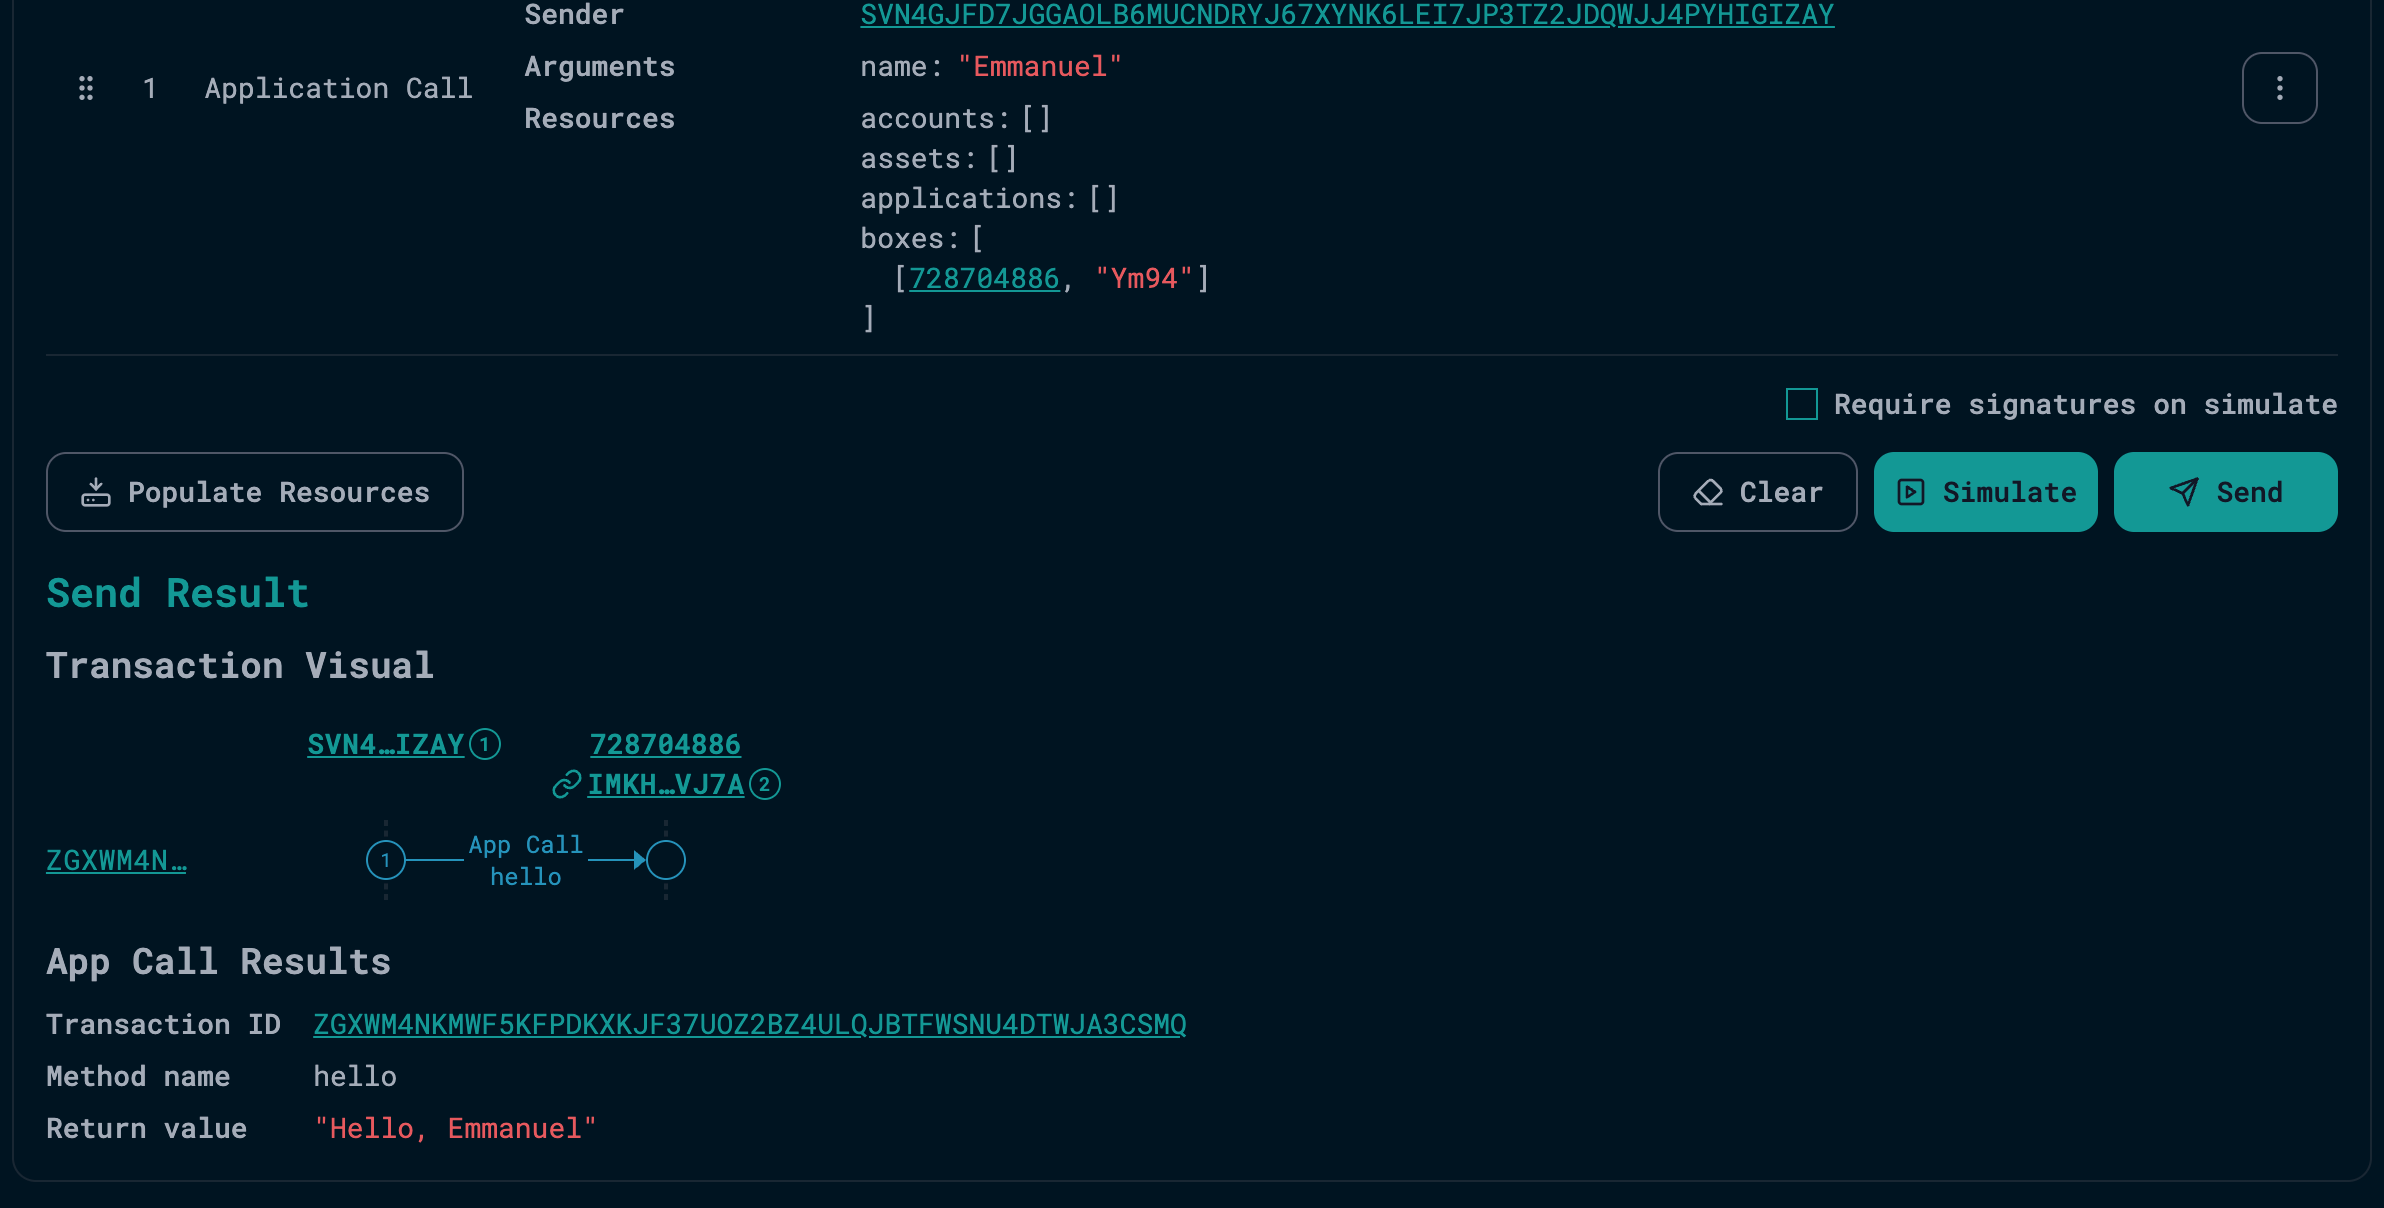 Sender SVN4GJFD7JGGAOLB6MUCNDRYJ67XYNK6LEI7JP3TZ2JDQWJJ4PYHIGIZAY
1 Application Call
Arguments name: "Emmanuel"
Resources accounts: []
assets: []
applications: []
boxes: [
[728704886, "Ym94"]
]
Require signatures on simulate
Populate Resources Clear Simulate Send
Send Result
Transaction Visual
SVN4…IZAY 1 728704886
IMKH…VJ7A 2
ZGXWM4N… 1 App Call
hello
App Call Results
Transaction ID ZGXWM4NKMWF5KFPDKXKJF37UOZ2BZ4ULQJBTFWSNU4DTWJA3CSMQ
Method name hello
Return value "Hello, Emmanuel"